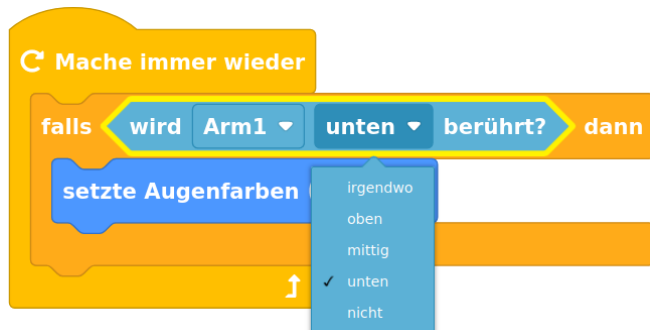 Mache immer wieder
falls wird Arm1 unten berührt? dann
setzte Augenfarben
irgendwo
oben
mittig
unten
nicht